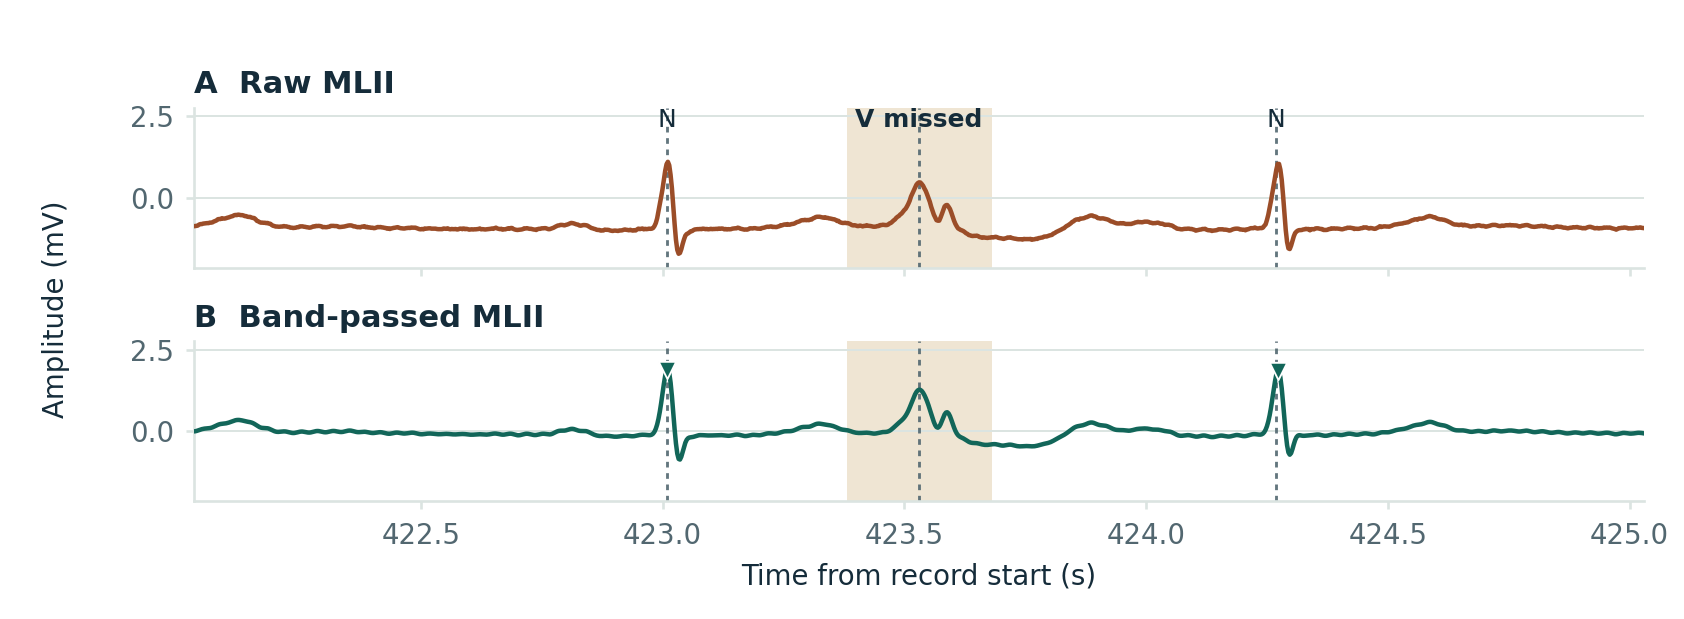 A Raw MLII
2.5
N
V missed
N
0.0
Amplitude (mV)
B Band-passed MLII
2.5
0.0
422.5 423.0 423.5 424.0 424.5 425.0
Time from record start (s)